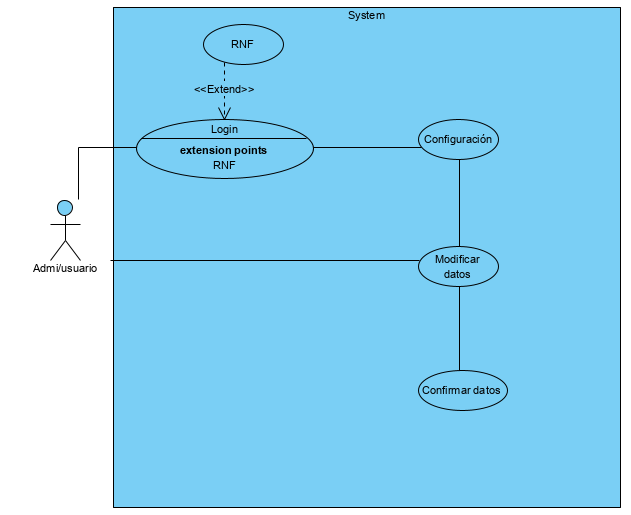 System
RNF
<<Extend>>
Login
extension points
RNF
Configuración
Admi/usuario
Modificar
datos
Confirmar datos